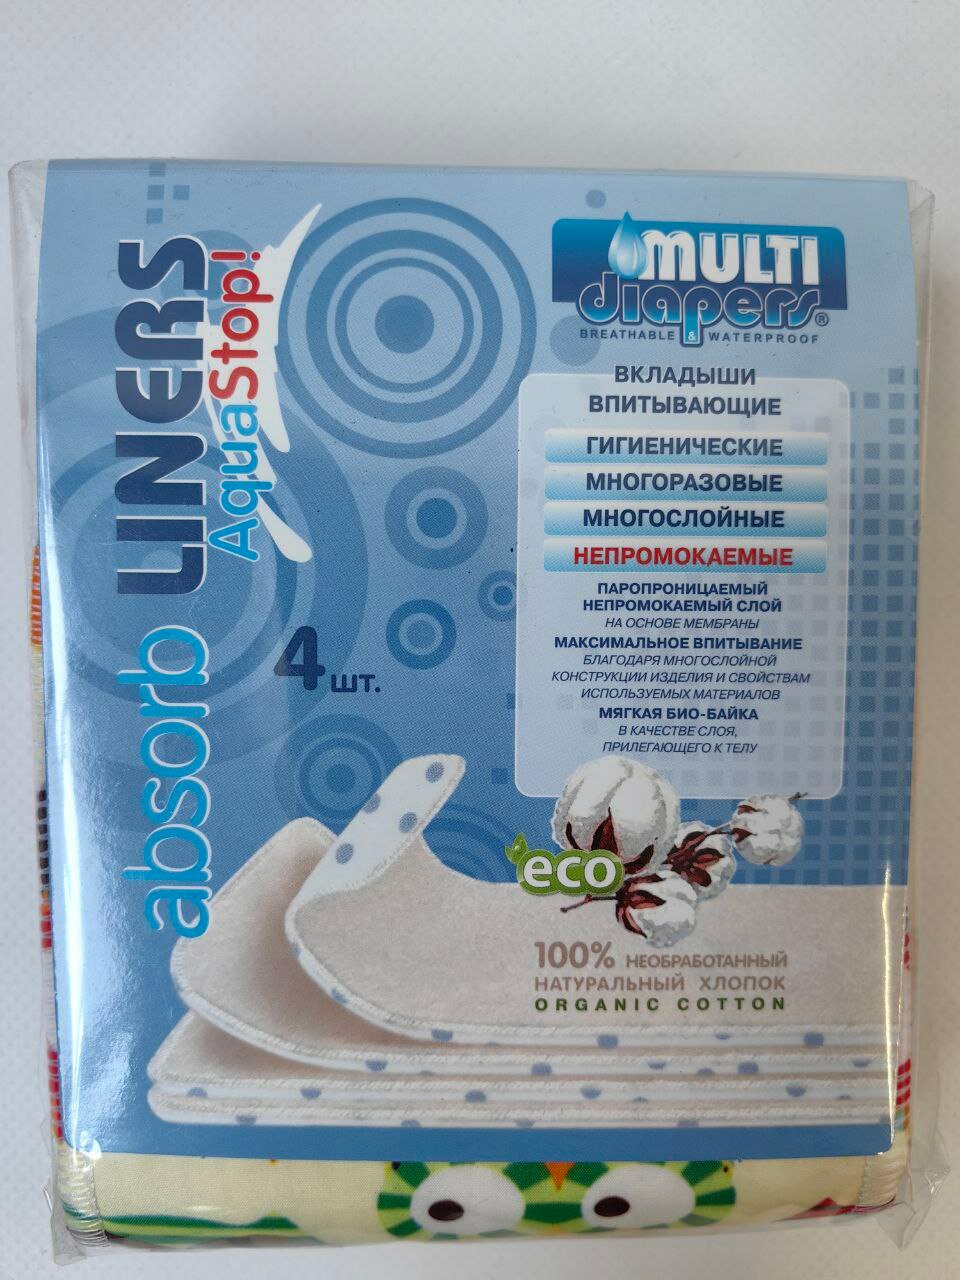 absorb LINERS
AquaStop!
4 шт.
MULTI
diapers®
BREATHABLE & WATERPROOF
ВКЛАДЫШИ
ВПИТЫВАЮЩИЕ
ГИГИЕНИЧЕСКИЕ
МНОГОРАЗОВЫЕ
МНОГОСЛОЙНЫЕ
НЕПРОМОКАЕМЫЕ
ПАРОПРОНИЦАЕМЫЙ
НЕПРОМОКАЕМЫЙ СЛОЙ
НА ОСНОВЕ МЕМБРАНЫ
МАКСИМАЛЬНОЕ ВПИТЫВАНИЕ
БЛАГОДАРЯ МНОГОСЛОЙНОЙ
КОНСТРУКЦИИ ИЗДЕЛИЯ И СВОЙСТВАМ
ИСПОЛЬЗУЕМЫХ МАТЕРИАЛОВ
МЯГКАЯ БИО-БАЙКА
В КАЧЕСТВЕ СЛОЯ,
ПРИЛЕГАЮЩЕГО К ТЕЛУ
eco
100% НЕОБРАБОТАННЫЙ
НАТУРАЛЬНЫЙ ХЛОПОК
ORGANIC COTTON